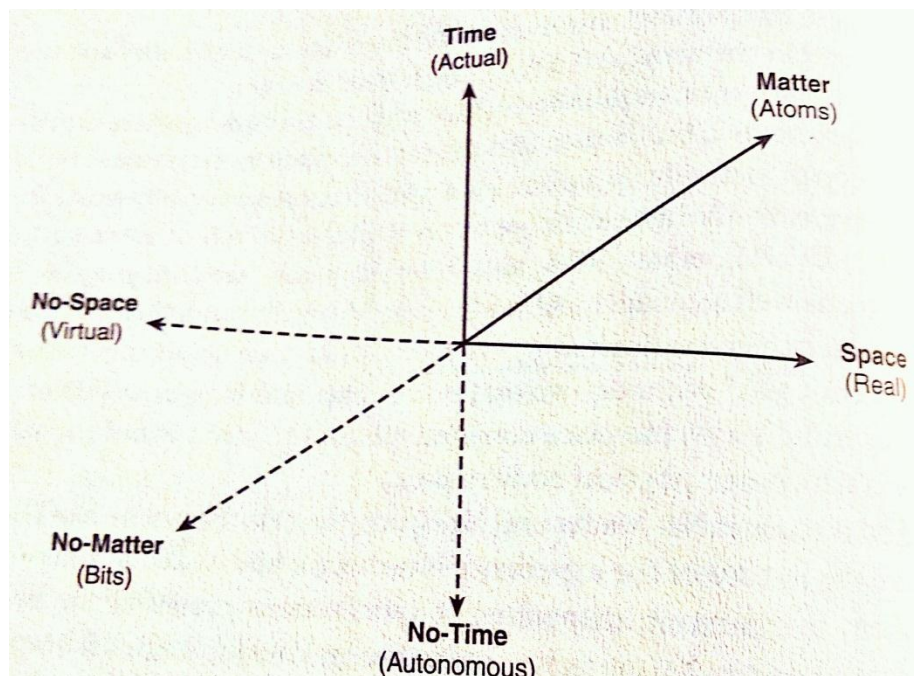 Time
(Actual)
Matter
(Atoms)
No-Space
(Virtual)
Space
(Real)
No-Matter
(Bits)
No-Time
(Autonomous)